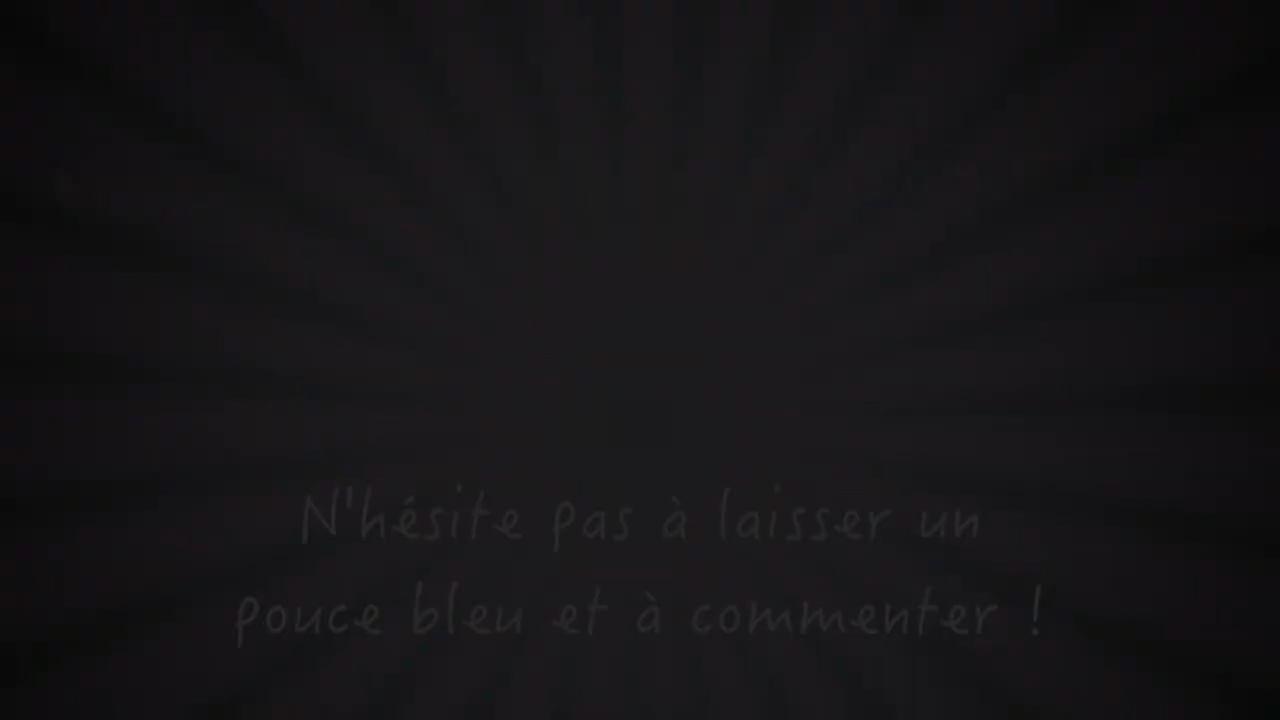 N'hésite pas à laisser un
pouce bleu et à commenter !